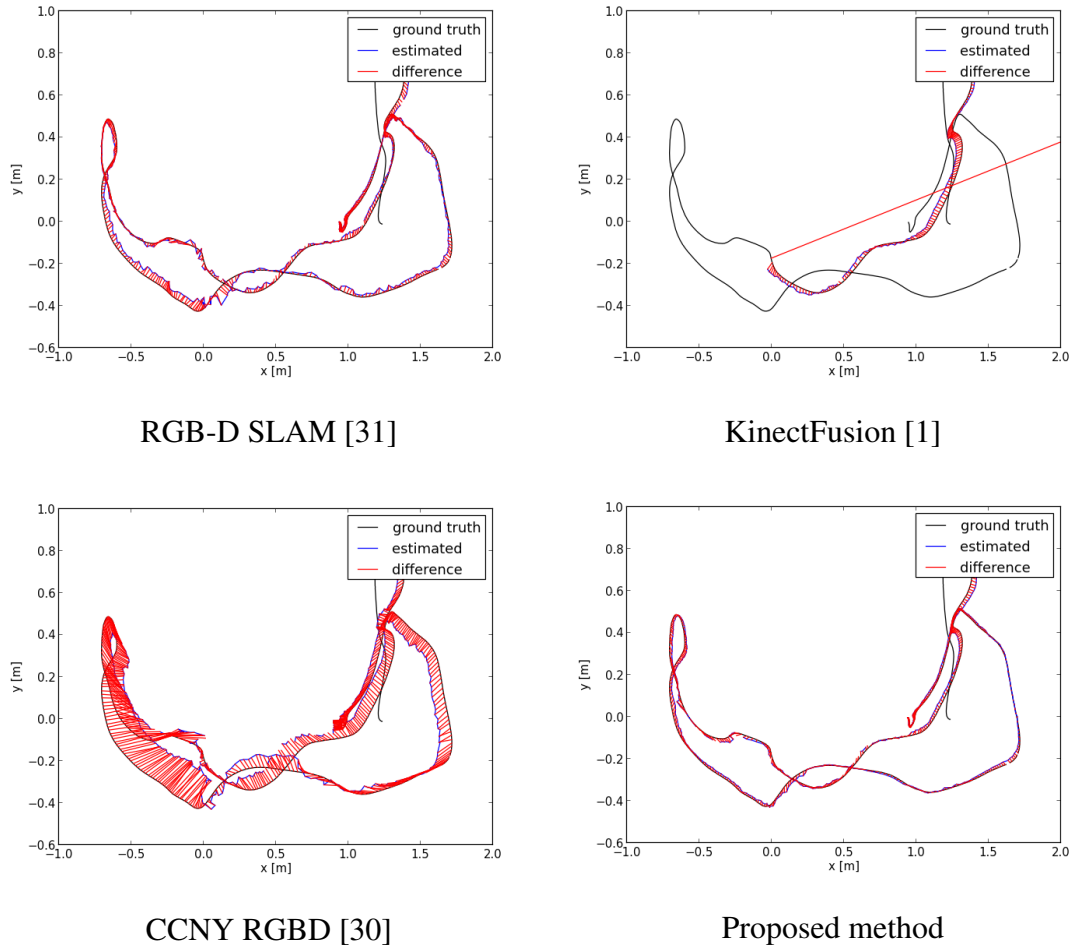 1.0
0.8
0.6
0.4
0.2
0.0
−0.2
−0.4
−0.6
y [m]
ground truth
estimated
difference
−1.0 −0.5 0.0 0.5 1.0 1.5 2.0
x [m]
RGB-D SLAM [31]
1.0
0.8
0.6
0.4
0.2
0.0
−0.2
−0.4
−0.6
y [m]
ground truth
estimated
difference
−1.0 −0.5 0.0 0.5 1.0 1.5 2.0
x [m]
KinectFusion [1]
1.0
0.8
0.6
0.4
0.2
0.0
−0.2
−0.4
−0.6
y [m]
ground truth
estimated
difference
−1.0 −0.5 0.0 0.5 1.0 1.5 2.0
x [m]
CCNY RGBD [30]
1.0
0.8
0.6
0.4
0.2
0.0
−0.2
−0.4
−0.6
y [m]
ground truth
estimated
difference
−1.0 −0.5 0.0 0.5 1.0 1.5 2.0
x [m]
Proposed method